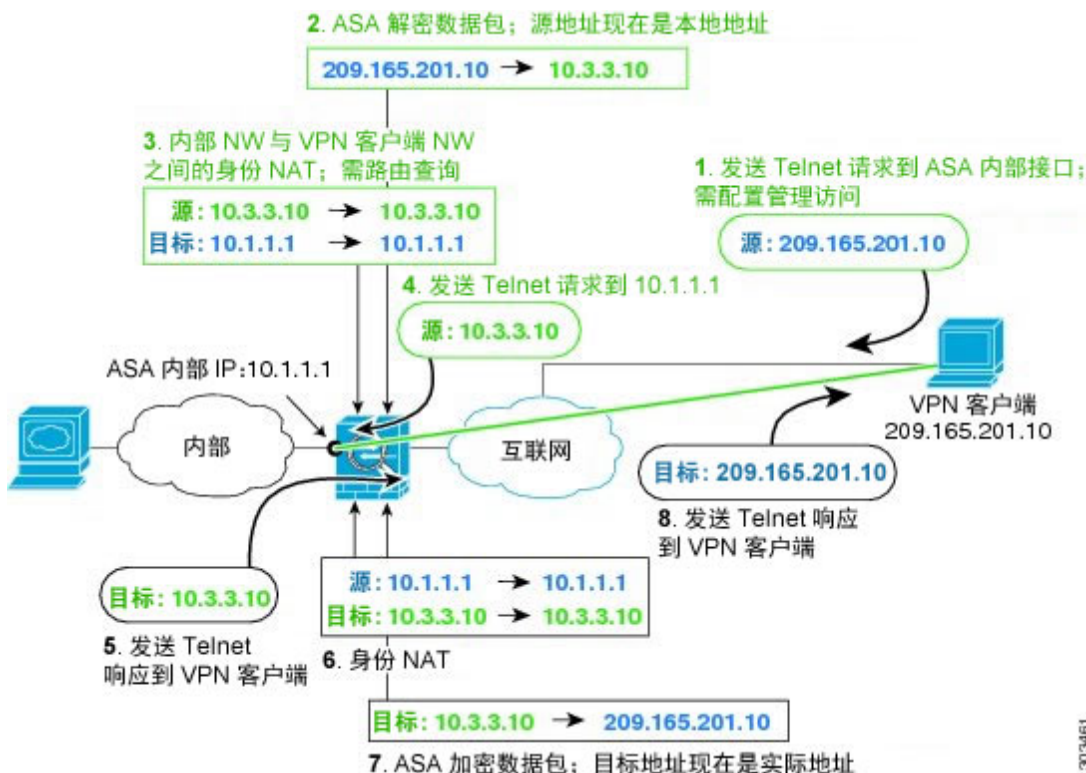 2. ASA 解密数据包；源地址现在是本地地址
209.165.201.10 → 10.3.3.10
3. 内部 NW 与 VPN 客户端 NW
之间的身份 NAT；需路由查询
源: 10.3.3.10 → 10.3.3.10
目标: 10.1.1.1 → 10.1.1.1
1. 发送 Telnet 请求到 ASA 内部接口；
需配置管理访问
源: 209.165.201.10
4. 发送 Telnet 请求到 10.1.1.1
源: 10.3.3.10
ASA 内部 IP:10.1.1.1
内部
互联网
VPN 客户端
209.165.201.10
目标: 209.165.201.10
8. 发送 Telnet 响应
到 VPN 客户端
目标: 10.3.3.10
5. 发送 Telnet
响应到 VPN 客户端
源: 10.1.1.1 → 10.1.1.1
目标: 10.3.3.10 → 10.3.3.10
6. 身份 NAT
目标: 10.3.3.10 → 209.165.201.10
7. ASA 加密数据包；目标地址现在是实际地址